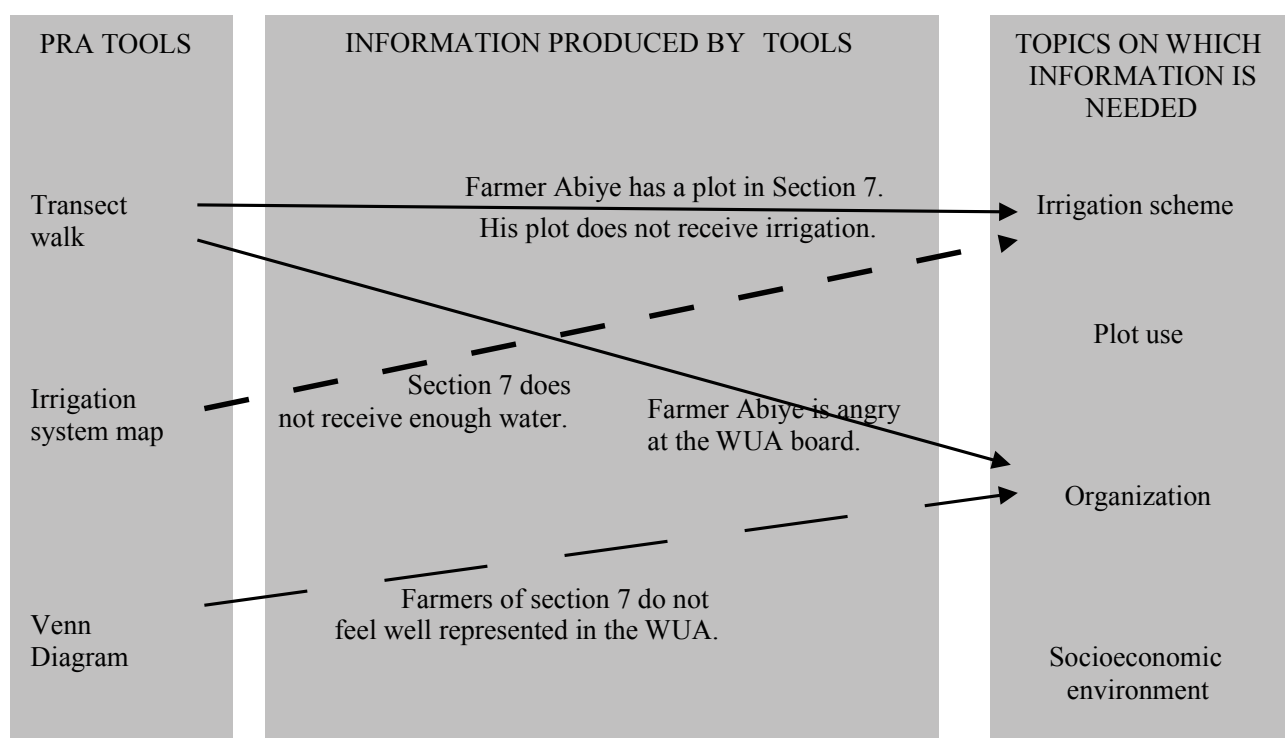 PRA TOOLS
INFORMATION PRODUCED BY TOOLS
TOPICS ON WHICH
INFORMATION IS
NEEDED
Transect
walk
Farmer Abiye has a plot in Section 7.
His plot does not receive irrigation.
Irrigation scheme
Plot use
Irrigation
system map
Section 7 does
not receive enough water.
Farmer Abiye is angry
at the WUA board.
Organization
Venn
Diagram
Farmers of section 7 do not
feel well represented in the WUA.
Socioeconomic
environment